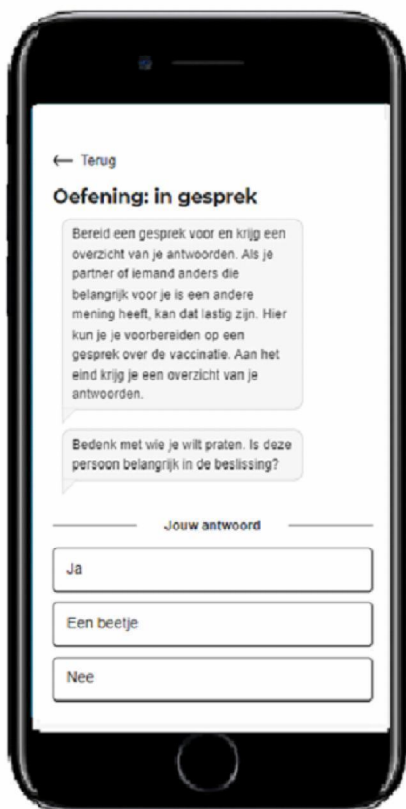 ← Terug
Oefening: in gesprek
Bereid een gesprek voor en krijg een
overzicht van je antwoorden. Als je
partner of iemand anders die
belangrijk voor je is een andere
mening heeft, kan dat lastig zijn. Hier
kun je je voorbereiden op een
gesprek over de vaccinatie. Aan het
eind krijg je een overzicht van je
antwoorden.
Bedenk met wie je wilt praten. Is deze
persoon belangrijk in de beslissing?
Jouw antwoord
Ja
Een beetje
Nee